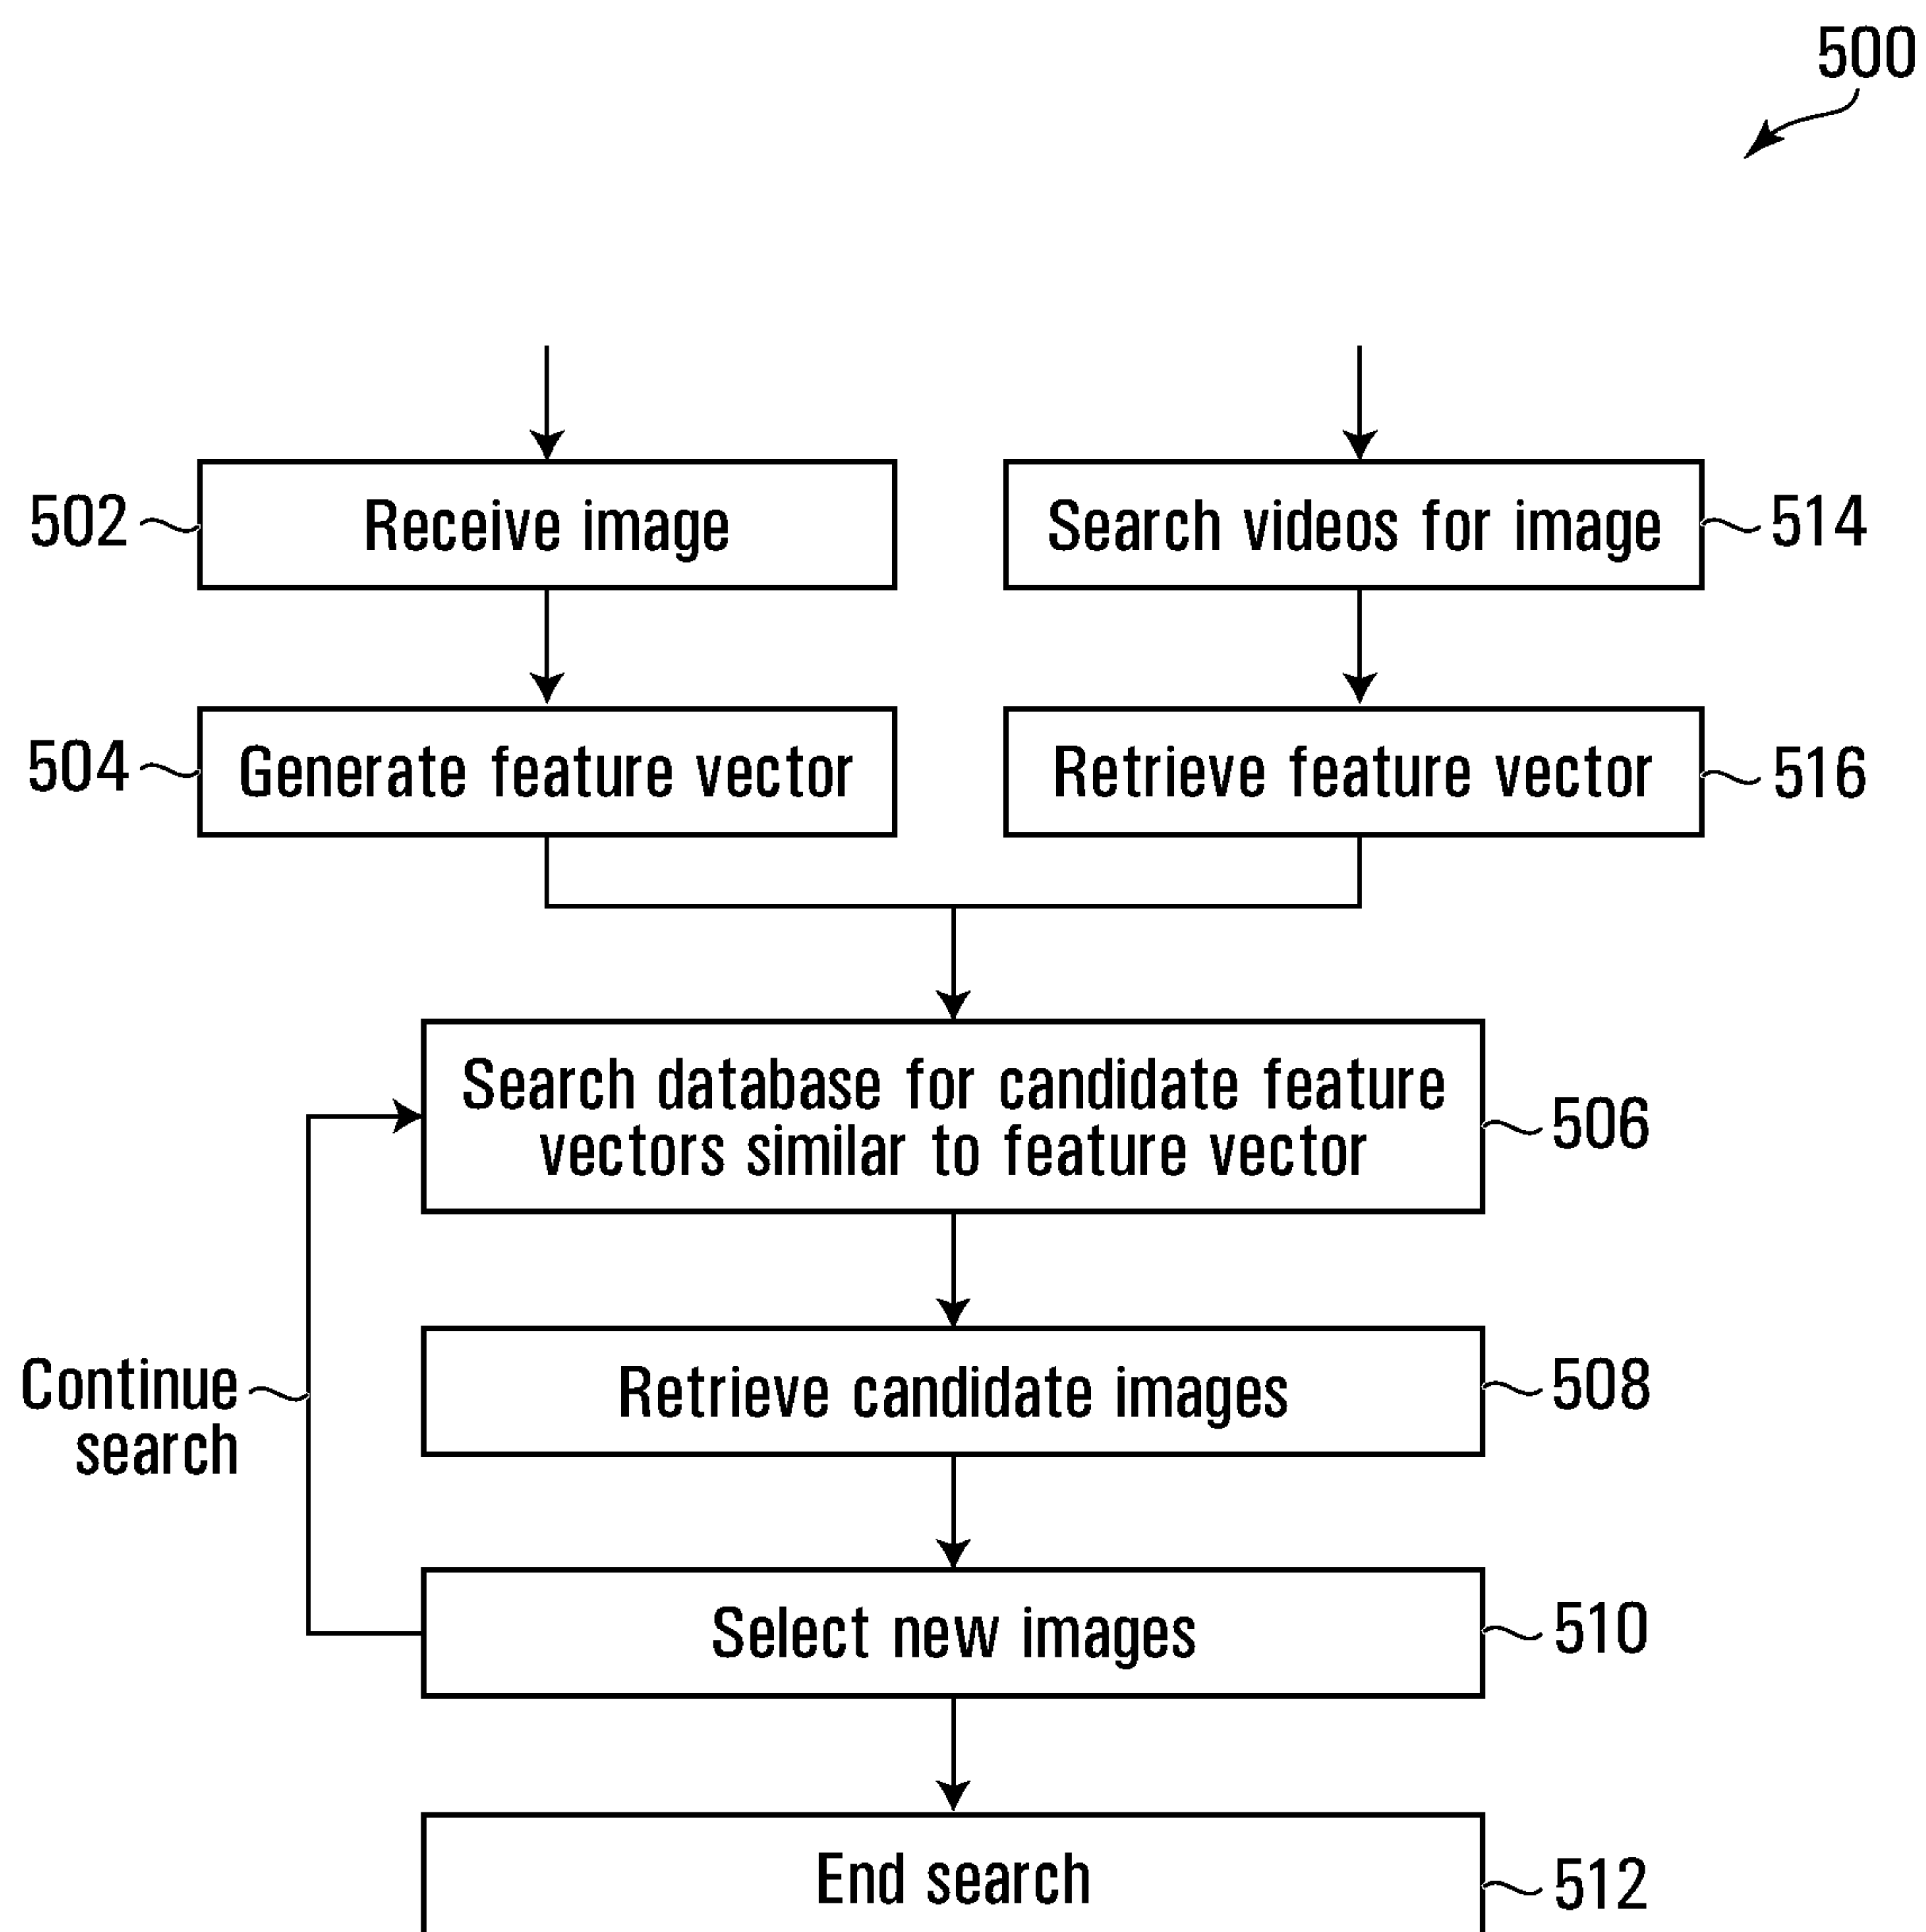 500
502
Receive image
Search videos for image
514
504
Generate feature vector
Retrieve feature vector
516
Search database for candidate feature
vectors similar to feature vector
506
Continue
search
Retrieve candidate images
508
Select new images
510
End search
512